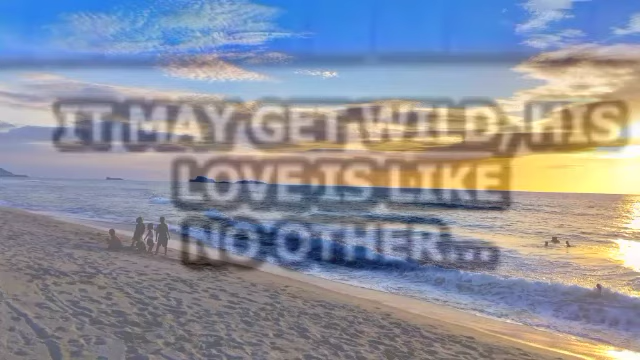 IT MAY GET WILD, HIS
LOVE IS LIKE
NO OTHER...